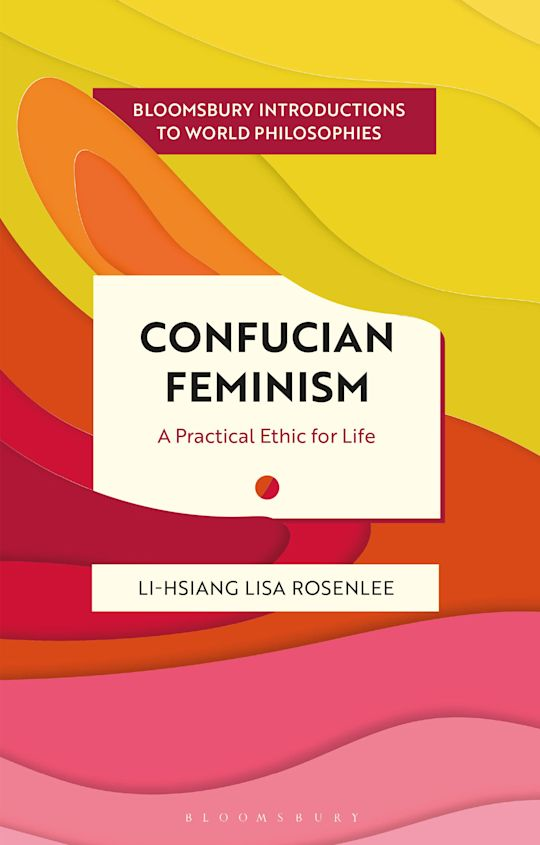 BLOOMSBURY INTRODUCTIONS
TO WORLD PHILOSOPHIES
CONFUCIAN
FEMINISM
A Practical Ethic for Life
LI-HSIANG LISA ROSENLEE
BLOOMSBURY